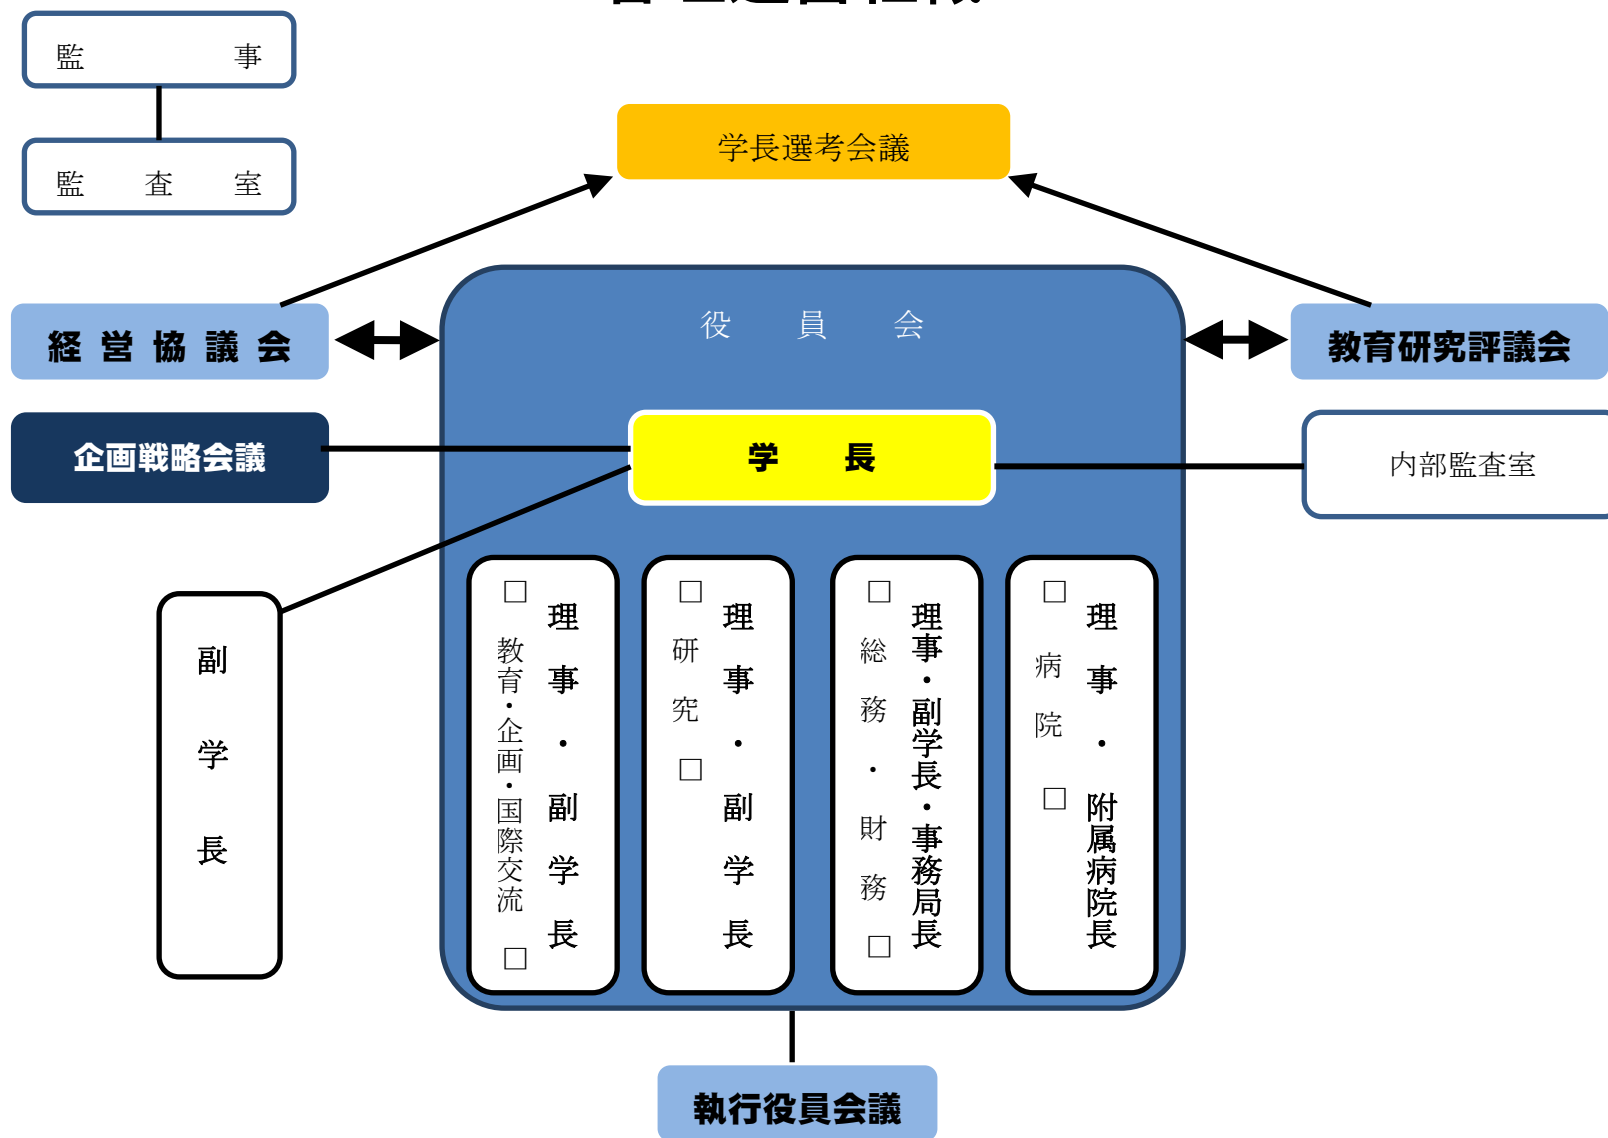 監事
監査室
学長選考会議
役員会
経営協議会
教育研究評議会
企画戦略会議
学長
内部監査室
副学長
理事・副学長
□教育・企画・国際交流□
理事・副学長
□研究□
理事・副学長・事務局長
□総務・財務□
理事・附属病院長
□病院□
執行役員会議